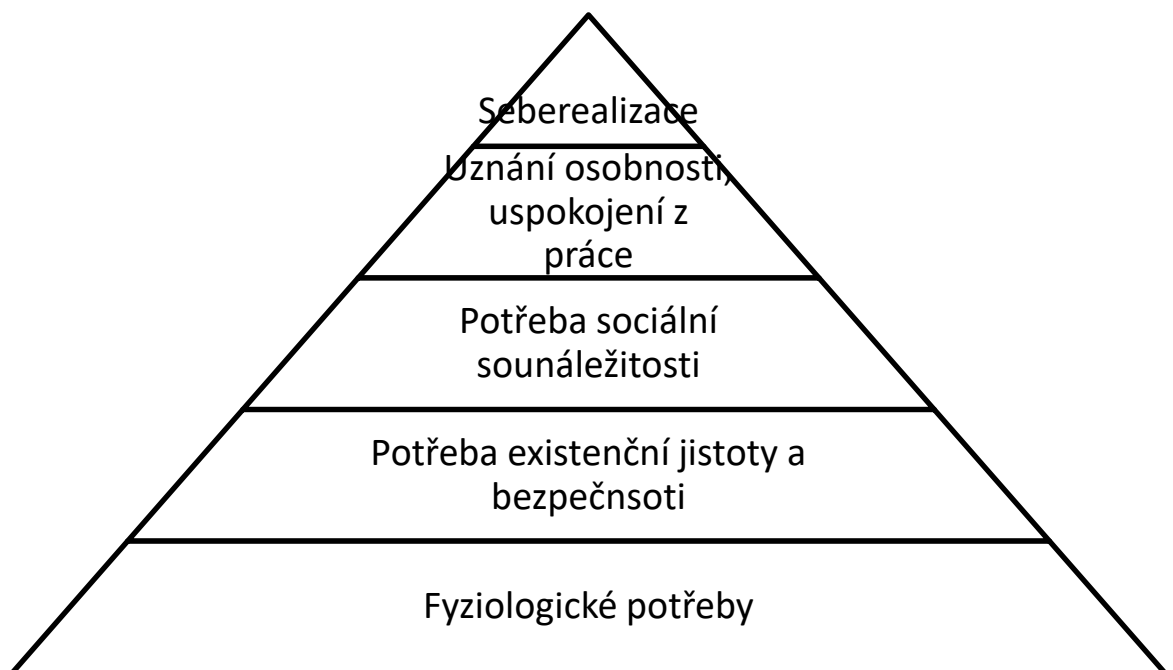 Seberealizace
Uznání osobnosti,
uspokojení z
práce
Potřeba sociální
sounáležitosti
Potřeba existenční jistoty a
bezpečnsoti
Fyziologické potřeby